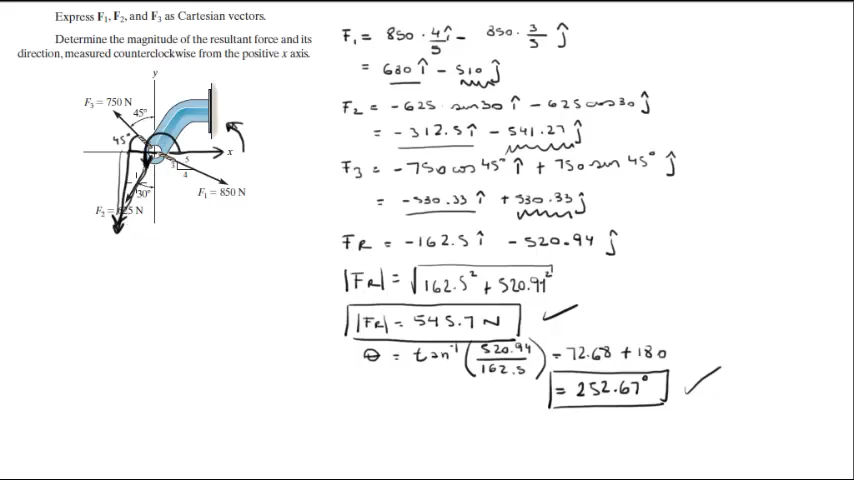 Express F₁, F₂, and F₃ as Cartesian vectors.
Determine the magnitude of the resultant force and its
direction, measured counterclockwise from the positive x axis.
y
F₃ = 750 N
45°
45°
x
5
3
4
30°
F₁ = 850 N
F₂ = 625 N
F₁ = 850 · 4/5 î − 850 · 3/5 ĵ
= 680 î − 510 ĵ
F₂ = −625 · sin30 î − 625 cos30 ĵ
= −312.5 î − 541.27 ĵ
F₃ = −750 cos 45° î + 750 sin 45° ĵ
= −530.33 î + 530.33 ĵ
FR = −162.5 î − 520.94 ĵ
|FR| = √162.5² + 520.94²
|FR| = 545.7 N
θ = tan⁻¹ (520.94/162.5) = 72.68 + 180
= 252.67°